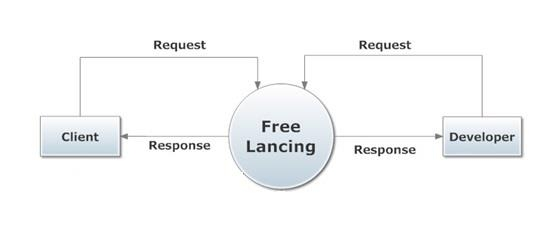 Request
Request
Client
Free
Lancing
Developer
Response
Response